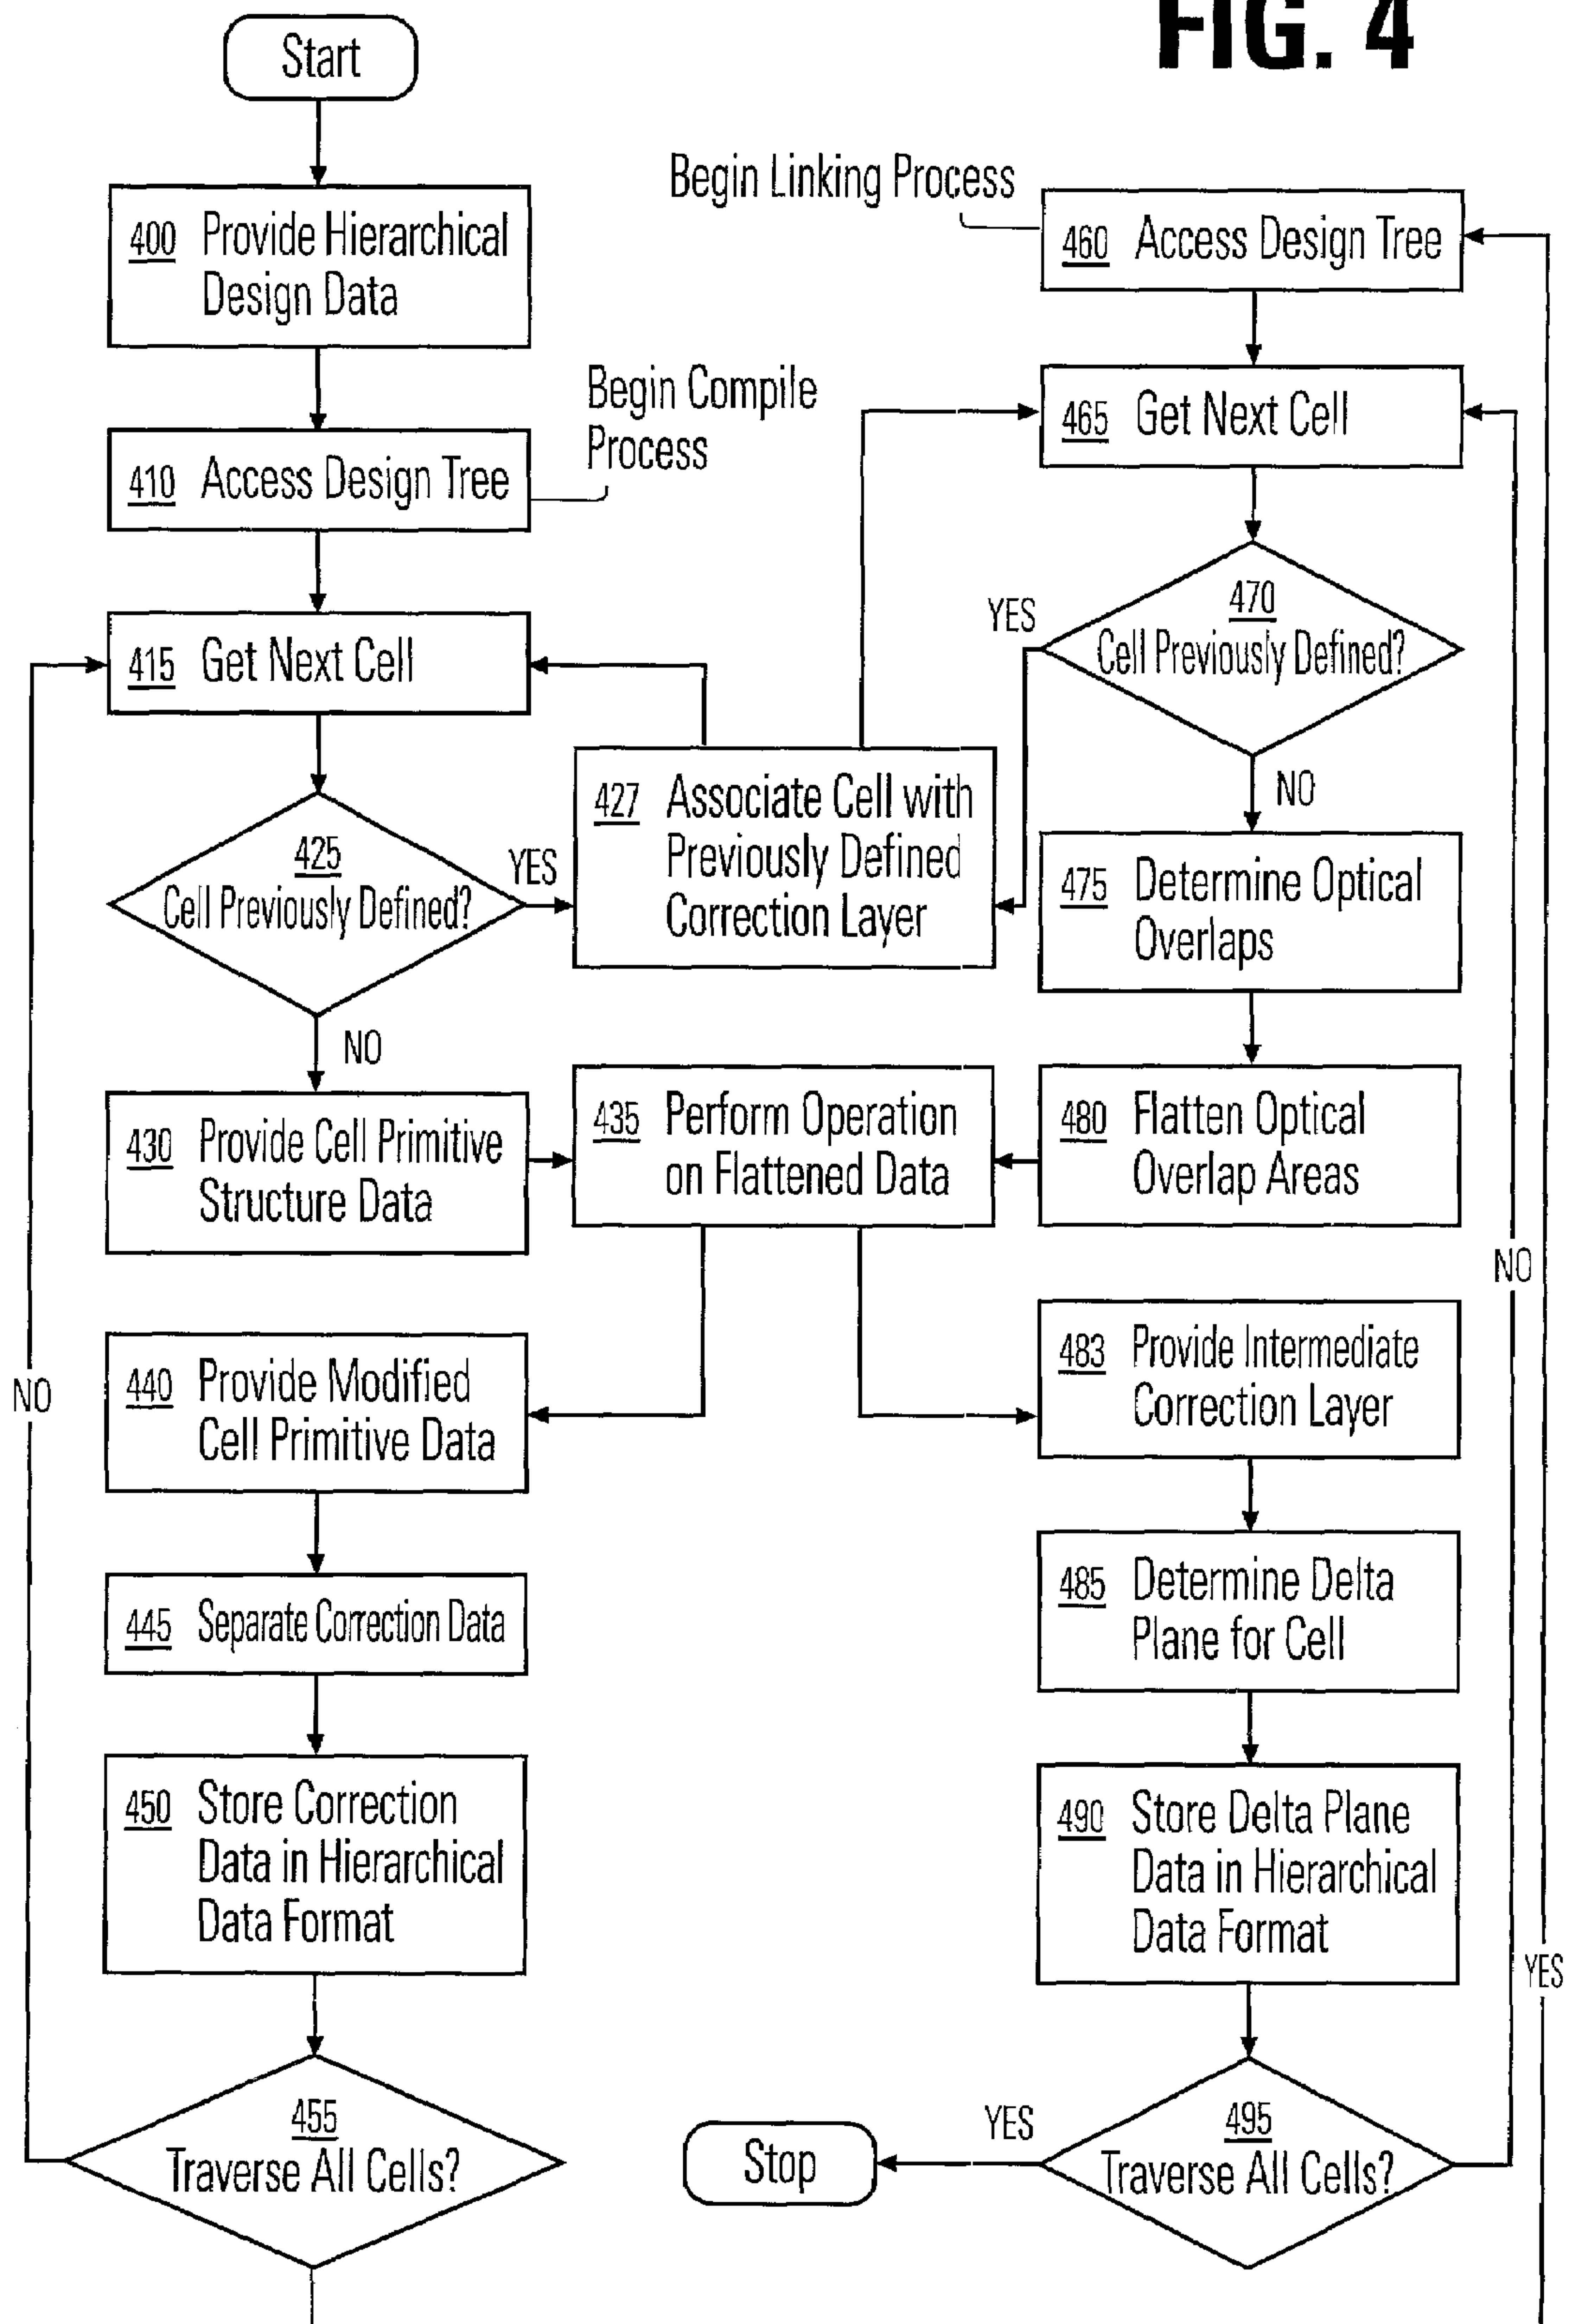 FIG. 4
Start
400 Provide Hierarchical
Design Data
Begin Compile
Process
410 Access Design Tree
415 Get Next Cell
425
Cell Previously Defined?
YES
NO
427 Associate Cell with
Previously Defined
Correction Layer
430 Provide Cell Primitive
Structure Data
435 Perform Operation
on Flattened Data
440 Provide Modified
Cell Primitive Data
NO
445 Separate Correction Data
450 Store Correction
Data in Hierarchical
Data Format
455
Traverse All Cells?
Begin Linking Process
460 Access Design Tree
465 Get Next Cell
YES
470
Cell Previously Defined?
NO
475 Determine Optical
Overlaps
480 Flatten Optical
Overlap Areas
NO
483 Provide Intermediate
Correction Layer
485 Determine Delta
Plane for Cell
490 Store Delta Plane
Data in Hierarchical
Data Format
YES
495
Traverse All Cells?
YES
Stop